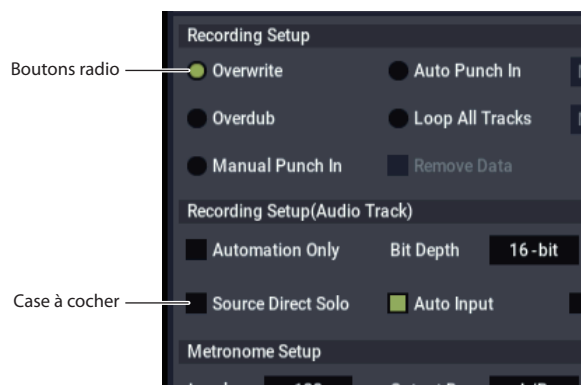 Recording Setup
Boutons radio
Overwrite
Auto Punch In
Overdub
Loop All Tracks
Manual Punch In
Remove Data
Recording Setup(Audio Track)
Automation Only
Bit Depth
16-bit
Case à cocher
Source Direct Solo
Auto Input
Metronome Setup